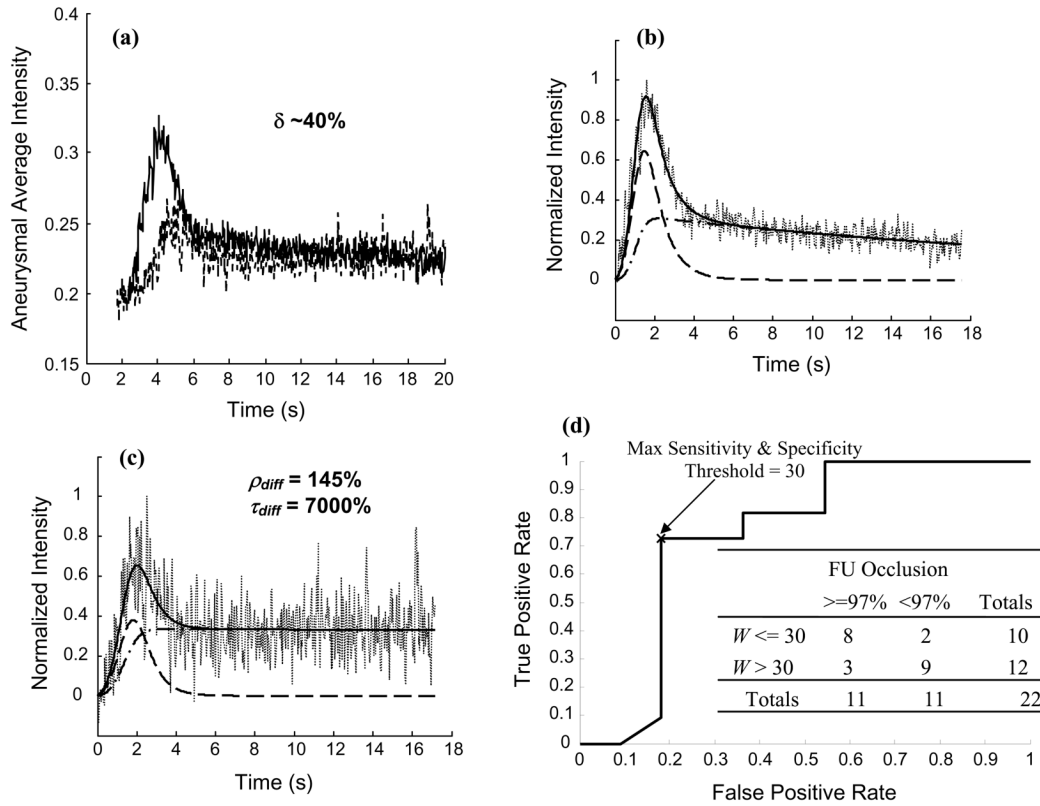 (a)
Aneurysmal Average Intensity
0.4
0.35
0.3
0.25
0.2
0.15
δ ~40%
0 2 4 6 8 10 12 14 16 18 20
Time (s)
(b)
Normalized Intensity
1
0.8
0.6
0.4
0.2
0
0 2 4 6 8 10 12 14 16 18
Time (s)
(c)
Normalized Intensity
1
0.8
0.6
0.4
0.2
0
ρdiff = 145%
τdiff = 7000%
0 2 4 6 8 10 12 14 16 18
Time (s)
(d)
Max Sensitivity & Specificity
Threshold = 30
True Positive Rate
1
0.9
0.8
0.7
0.6
0.5
0.4
0.3
0.2
0.1
0
FU Occlusion
>=97% <97% Totals
W <= 30 8 2 10
W > 30 3 9 12
Totals 11 11 22
0 0.1 0.2 0.3 0.4 0.5 0.6 0.7 0.8 0.9 1
False Positive Rate